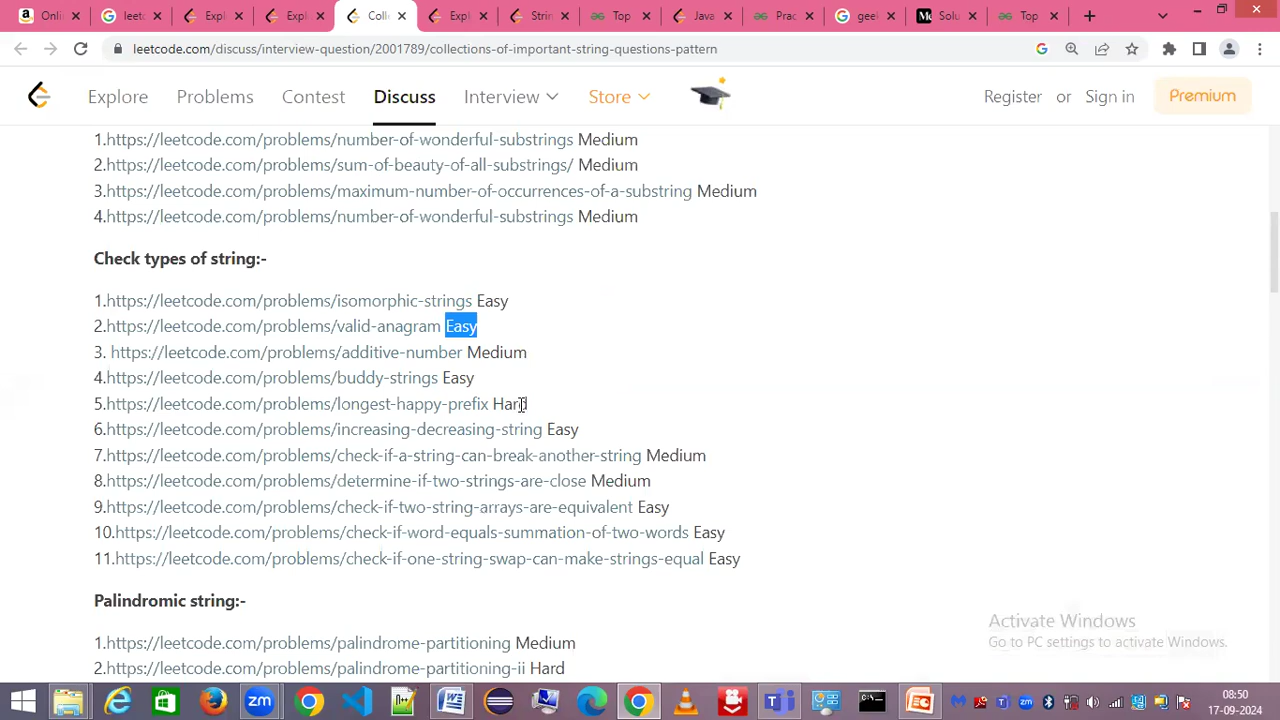 Onli
leetc
Explo
Expl
Colle
Expl
Strin
Top
Java
Prac
geek
Solu
Top
leetcode.com/discuss/interview-question/2001789/collections-of-important-string-questions-pattern
Explore Problems Contest Discuss Interview Store Register or Sign in Premium
1.https://leetcode.com/problems/number-of-wonderful-substrings Medium
2.https://leetcode.com/problems/sum-of-beauty-of-all-substrings/ Medium
3.https://leetcode.com/problems/maximum-number-of-occurrences-of-a-substring Medium
4.https://leetcode.com/problems/number-of-wonderful-substrings Medium
Check types of string:-
1.https://leetcode.com/problems/isomorphic-strings Easy
2.https://leetcode.com/problems/valid-anagram Easy
3. https://leetcode.com/problems/additive-number Medium
4.https://leetcode.com/problems/buddy-strings Easy
5.https://leetcode.com/problems/longest-happy-prefix Hard
6.https://leetcode.com/problems/increasing-decreasing-string Easy
7.https://leetcode.com/problems/check-if-a-string-can-break-another-string Medium
8.https://leetcode.com/problems/determine-if-two-strings-are-close Medium
9.https://leetcode.com/problems/check-if-two-string-arrays-are-equivalent Easy
10.https://leetcode.com/problems/check-if-word-equals-summation-of-two-words Easy
11.https://leetcode.com/problems/check-if-one-string-swap-can-make-strings-equal Easy
Palindromic string:-
1.https://leetcode.com/problems/palindrome-partitioning Medium
2.https://leetcode.com/problems/palindrome-partitioning-ii Hard
Activate Windows
Go to PC settings to activate Windows.
08:50
17-09-2024